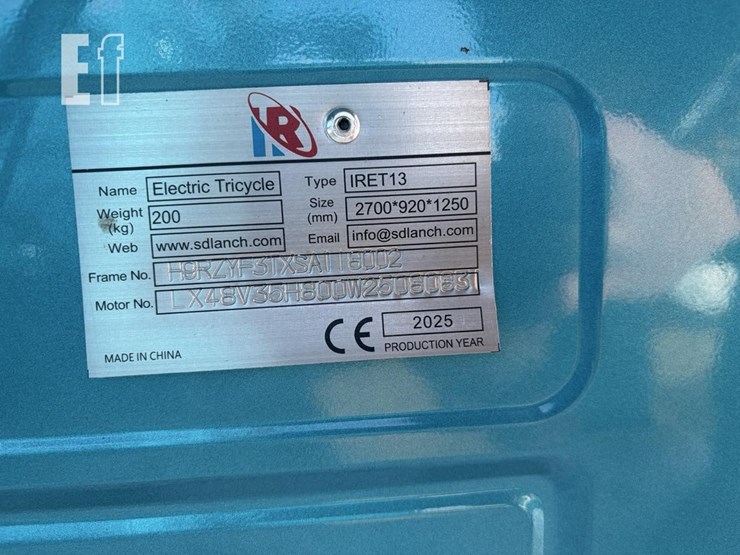 Ef
IR
Name Electric Tricycle Type IRET13
Weight (kg) 200 Size (mm) 2700*920*1250
Web www.sdlanch.com Email info@sdlanch.com
Frame No.
Motor No.
CE 2025
MADE IN CHINA PRODUCTION YEAR